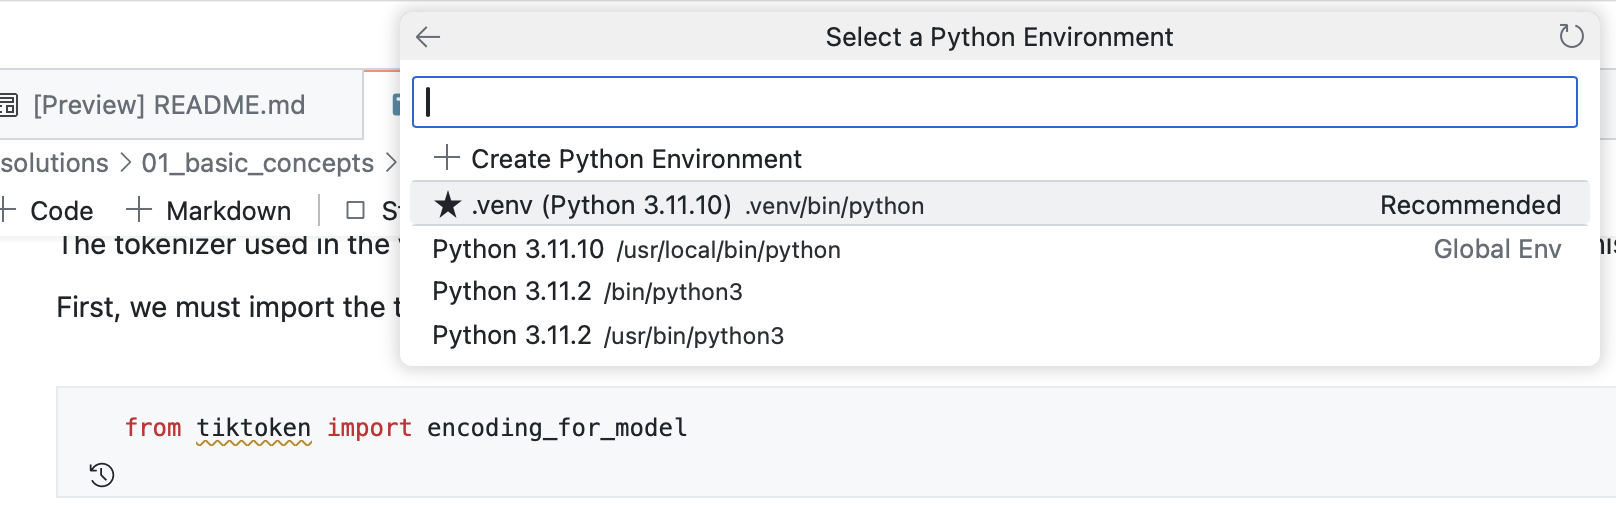 Select a Python Environment
[Preview] README.md
Create Python Environment
solutions > 01_basic_concepts >
.venv (Python 3.11.10) .venv/bin/python Recommended
Code Markdown
Python 3.11.10 /usr/local/bin/python Global Env
The tokenizer used in the
Python 3.11.2 /bin/python3
First, we must import the
Python 3.11.2 /usr/bin/python3
from tiktoken import encoding_for_model